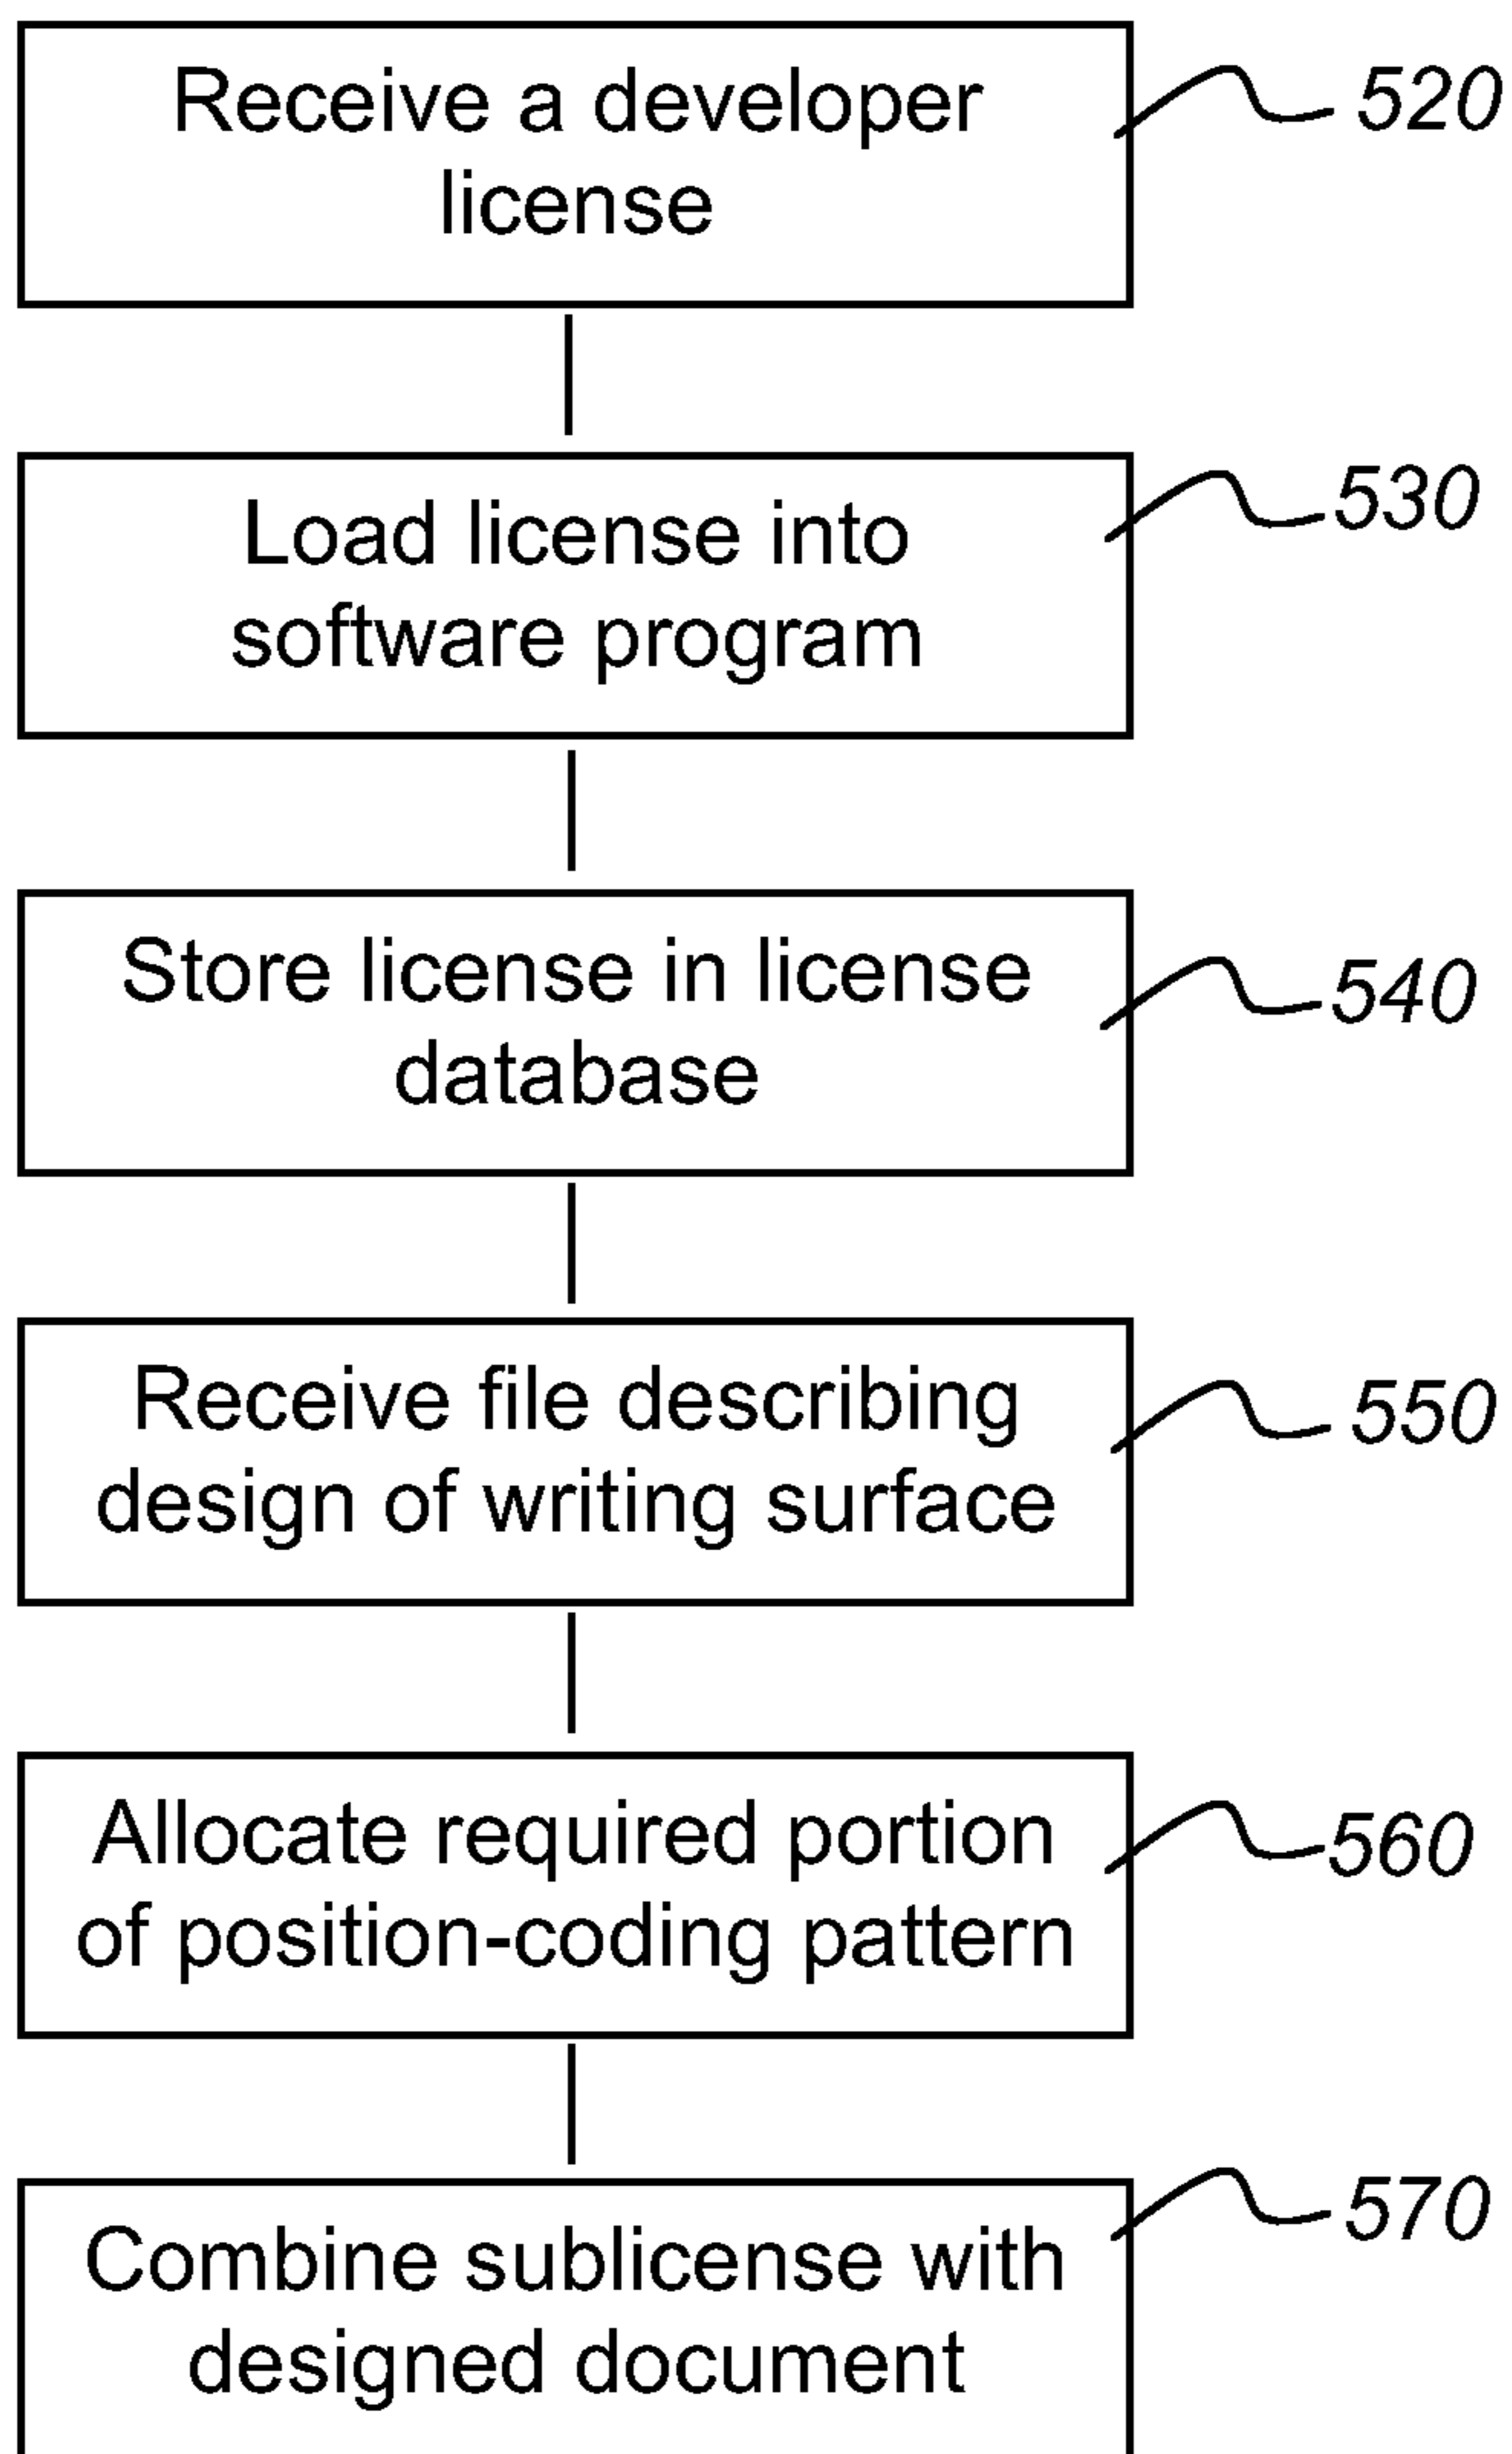 Receive a developer
license
520
Load license into
software program
530
Store license in license
database
540
Receive file describing
design of writing surface
550
Allocate required portion
of position-coding pattern
560
Combine sublicense with
designed document
570